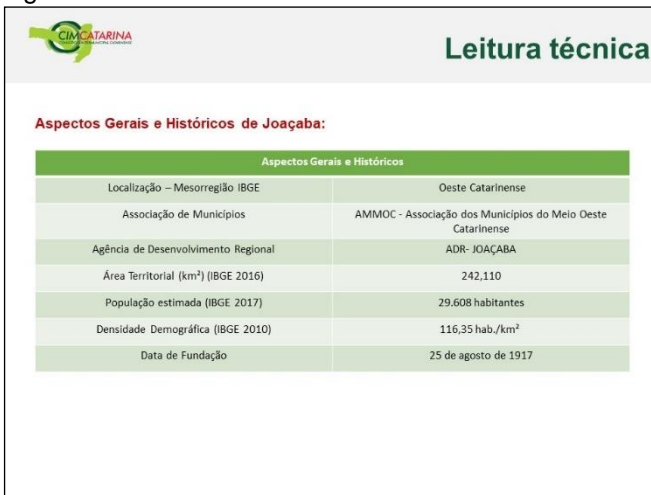 CIMCATARINA
Leitura técnica
Aspectos Gerais e Históricos de Joaçaba:
Aspectos Gerais e Históricos
Localização – Mesorregião IBGE
Oeste Catarinense
Associação de Municípios
AMMOC - Associação dos Municípios do Meio Oeste
Catarinense
Agência de Desenvolvimento Regional
ADR- JOAÇABA
Área Territorial (km²) (IBGE 2016)
242,110
População estimada (IBGE 2017)
29.608 habitantes
Densidade Demográfica (IBGE 2010)
116,35 hab./km²
Data de Fundação
25 de agosto de 1917